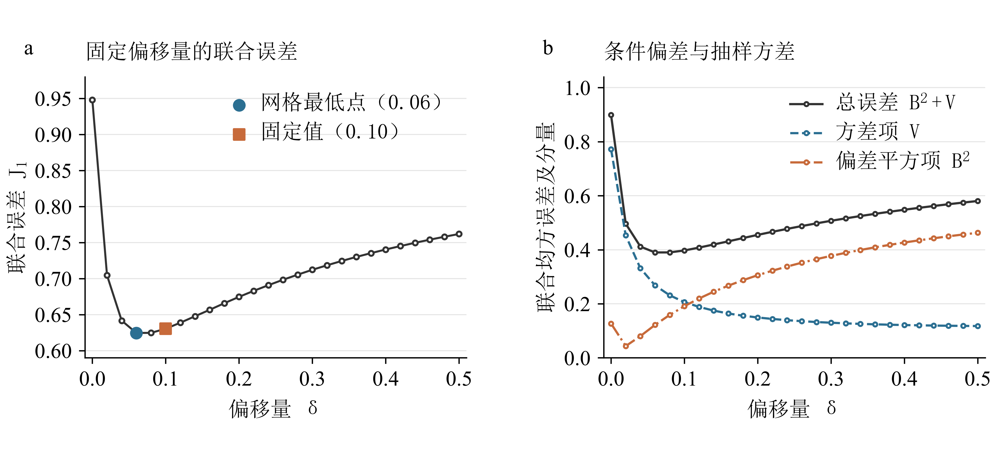 a 固定偏移量的联合误差
网格最低点（0.06）
固定值（0.10）
联合误差 J₁
0.95
0.90
0.85
0.80
0.75
0.70
0.65
0.60
0.0 0.1 0.2 0.3 0.4 0.5
偏移量 δ
b 条件偏差与抽样方差
总误差 B²+V
方差项 V
偏差平方项 B²
联合均方误差及分量
1.0
0.8
0.6
0.4
0.2
0.0
0.0 0.1 0.2 0.3 0.4 0.5
偏移量 δ